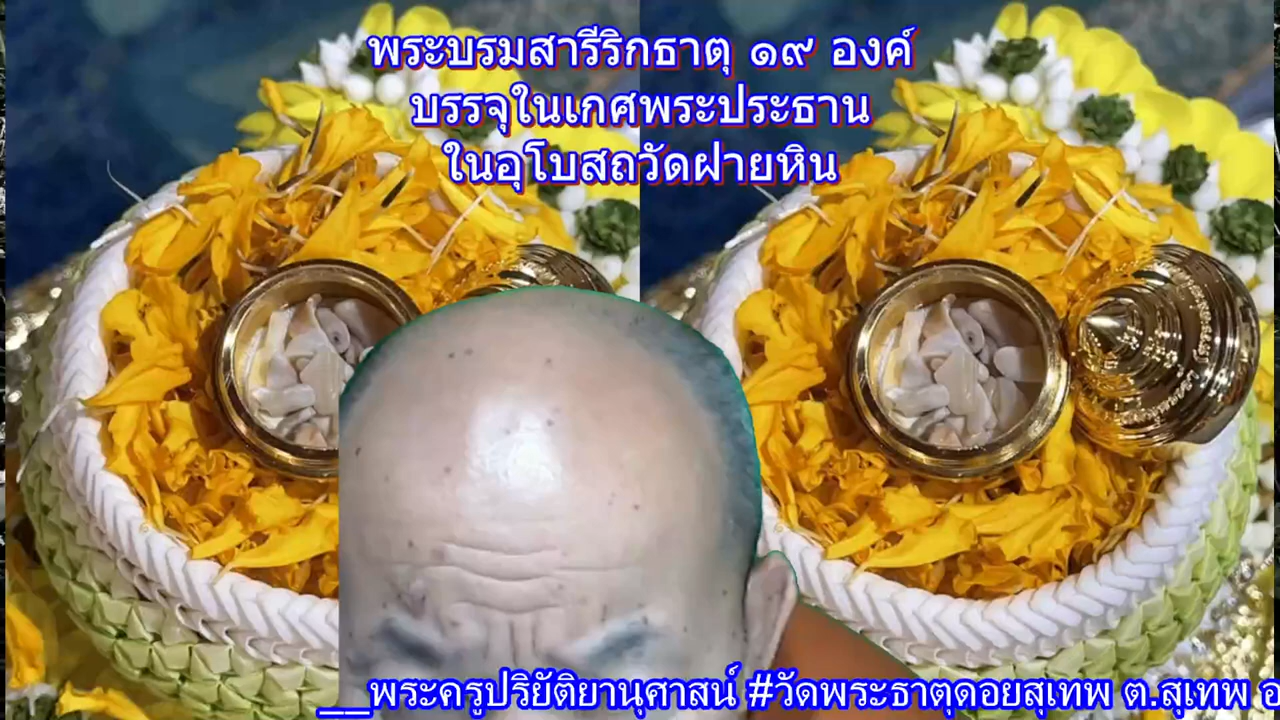 พระบรมสารีริกธาตุ ๑๙ องค์
บรรจุในเกศพระประธาน
ในอุโบสถวัดฝายหิน
__พระครูปริยัติยานุศาสน์ #วัดพระธาตุดอยสุเทพ ต.สุเทพ อ